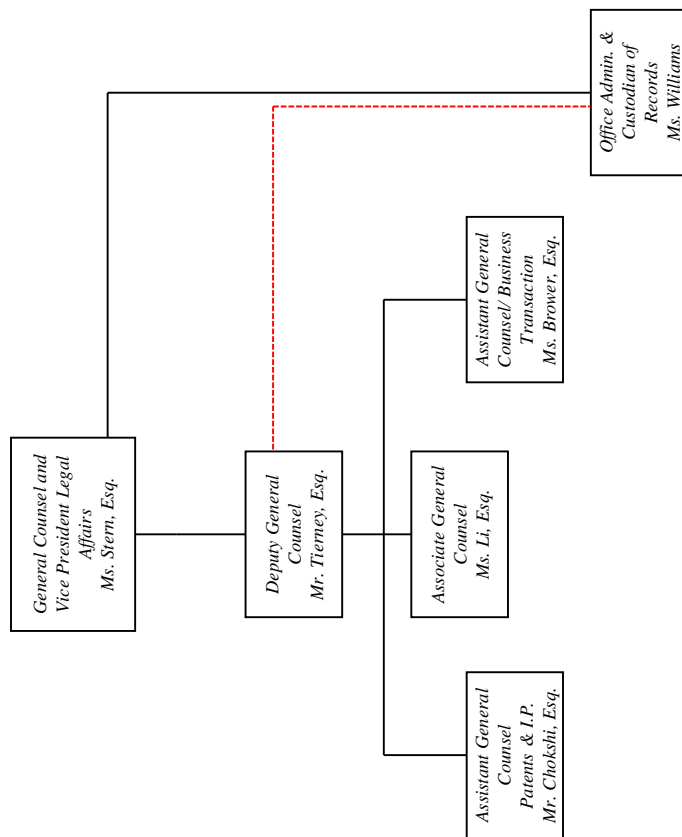 General Counsel and
Vice President Legal
Affairs
Ms. Stern, Esq.
Deputy General
Counsel
Mr. Tierney, Esq.
Assistant General
Counsel
Patents & I.P.
Mr. Chokshi, Esq.
Associate General
Counsel
Ms. Li, Esq.
Assistant General
Counsel/ Business
Transaction
Ms. Brower, Esq.
Office Admin. &
Custodian of
Records
Ms. Williams